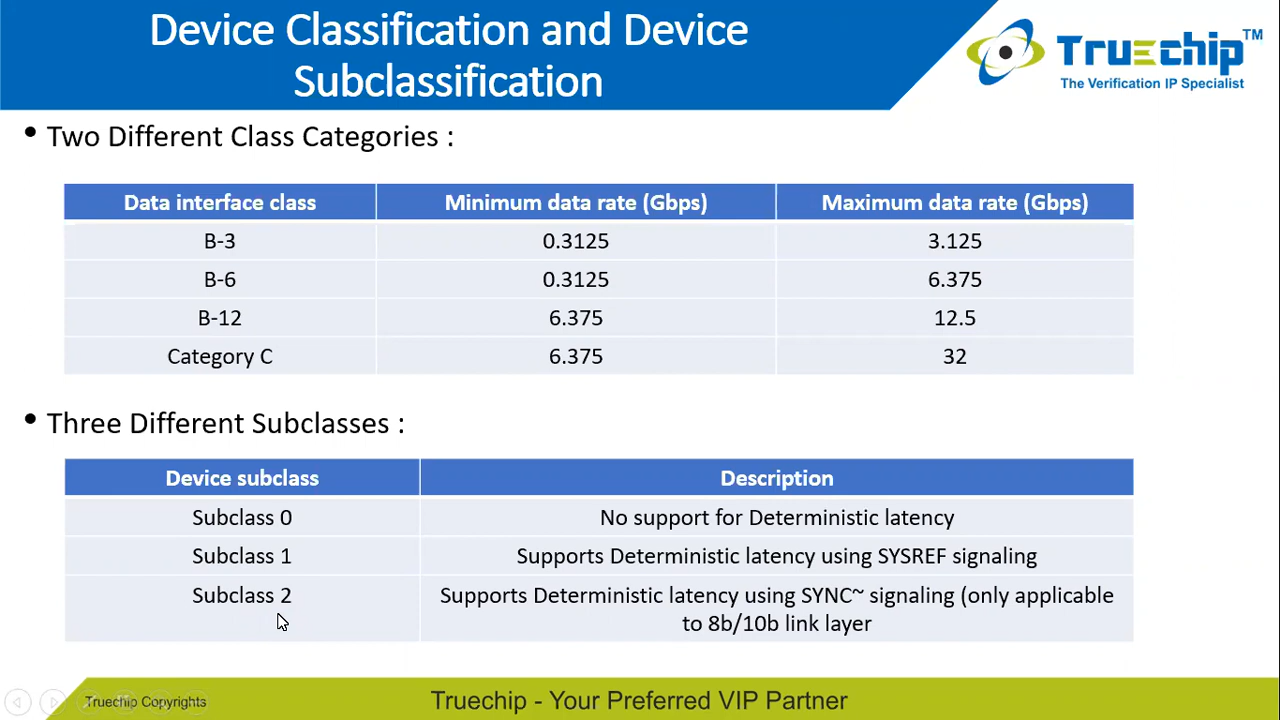 Device Classification and Device
Subclassification
Truechip™
The Verification IP Specialist
• Two Different Class Categories :
Data interface class Minimum data rate (Gbps) Maximum data rate (Gbps)
B-3 0.3125 3.125
B-6 0.3125 6.375
B-12 6.375 12.5
Category C 6.375 32
• Three Different Subclasses :
Device subclass Description
Subclass 0 No support for Deterministic latency
Subclass 1 Supports Deterministic latency using SYSREF signaling
Subclass 2 Supports Deterministic latency using SYNC~ signaling (only applicable
to 8b/10b link layer
Truechip Copyrights Truechip - Your Preferred VIP Partner